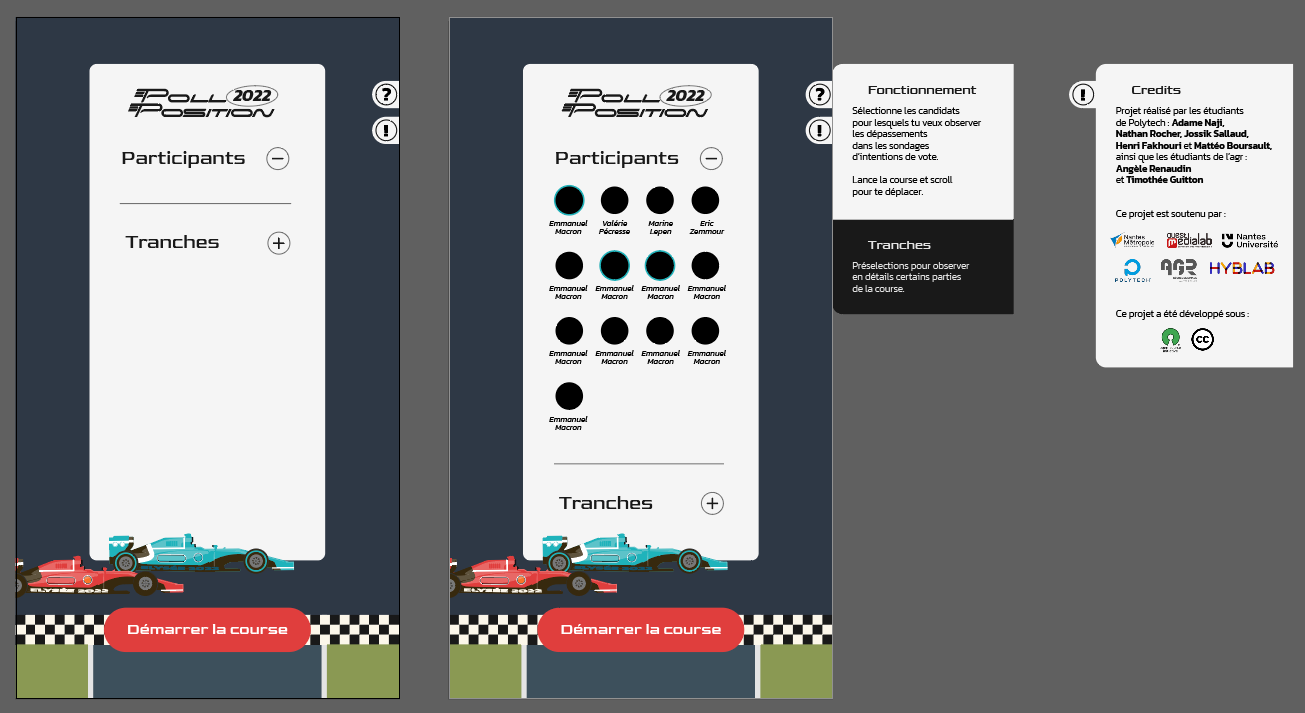 POLL 2022
POSITION
?
!
Participants
Tranches
ELYSÉE 2022
Démarrer la course
POLL 2022
POSITION
?
!
Participants
Emmanuel
Macron
Valérie
Pécresse
Marine
Lepen
Eric
Zemmour
Emmanuel
Macron
Emmanuel
Macron
Emmanuel
Macron
Emmanuel
Macron
Emmanuel
Macron
Emmanuel
Macron
Emmanuel
Macron
Emmanuel
Macron
Emmanuel
Macron
Tranches
ELYSÉE 2022
Démarrer la course
Fonctionnement
Sélectionne les candidats
pour lesquels tu veux observer
les dépassements
dans les sondages
d'intentions de vote.
Lance la course et scroll
pour te déplacer.
Tranches
Préselections pour observer
en détails certains parties
de la course.
!
Credits
Projet réalisé par les étudiants
de Polytech : Adame Naji,
Nathan Rocher, Jossik Sallaud,
Henri Fakhouri et Mattéo Boursault,
ainsi que les étudiants de l'agr :
Angèle Renaudin
et Timothée Guitton
Ce projet est soutenu par :
Nantes
Métropole
ouest
médialab
Nantes
Université
POLYTECH
AGR
HYBLAB
Ce projet a été développé sous :
cc